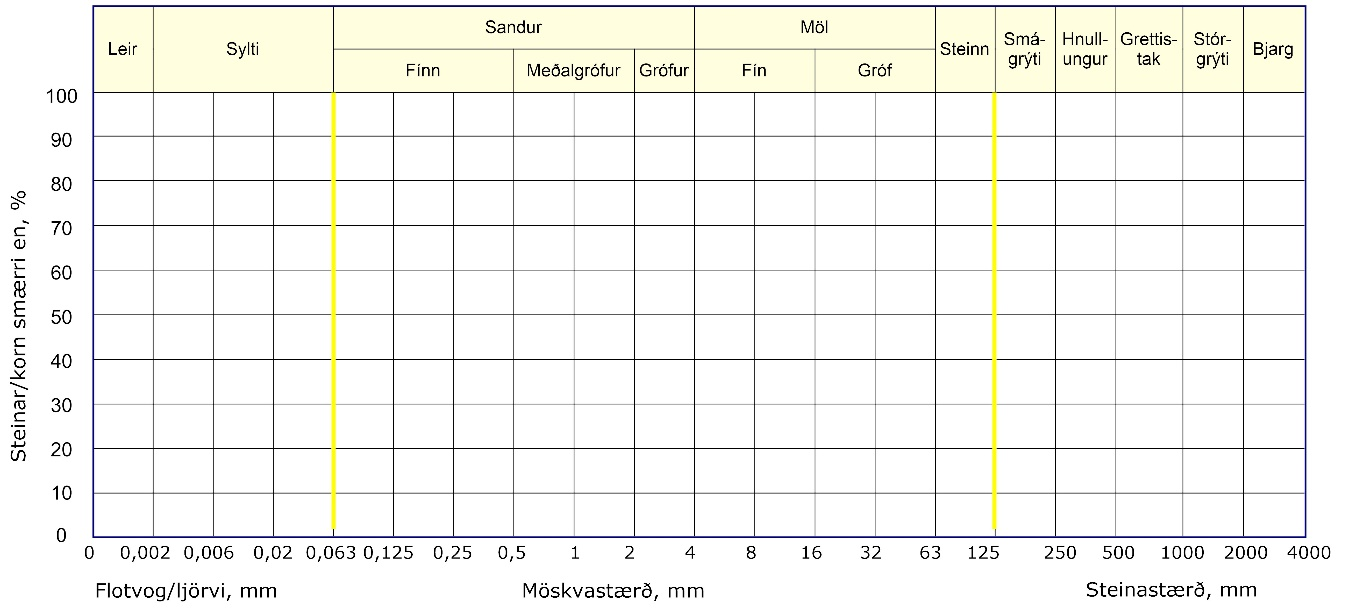 Leir
Sylti
Sandur
Möl
Steinn
Smá-
grýti
Hnull-
ungur
Grettis-
tak
Stór-
grýti
Bjarg
Fínn
Meðalgrófur
Grófur
Fín
Gróf
Steinar/korn smærri en, %
100
90
80
70
60
50
40
30
20
10
0
0 0,002 0,006 0,02 0,063 0,125 0,25 0,5 1 2 4 8 16 32 63 125 250 500 1000 2000 4000
Flotvog/ljörvi, mm Möskvastærð, mm Steinastærð, mm